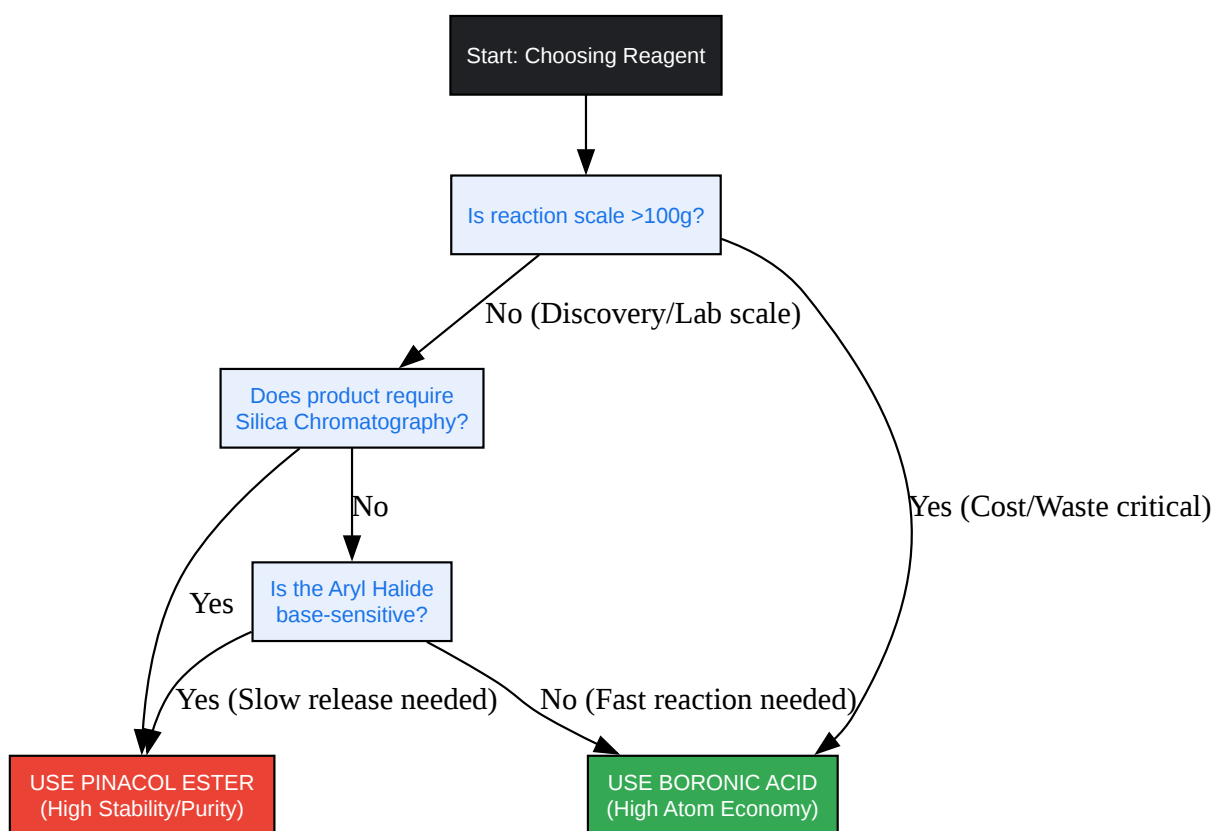 Start: Choosing Reagent
Is reaction scale >100g?
No (Discovery/Lab scale)
Does product require
Silica Chromatography?
No
Yes (Cost/Waste critical)
Is the Aryl Halide
base-sensitive?
Yes
Yes (Slow release needed)
No (Fast reaction needed)
USE PINACOL ESTER
(High Stability/Purity)
USE BORONIC ACID
(High Atom Economy)